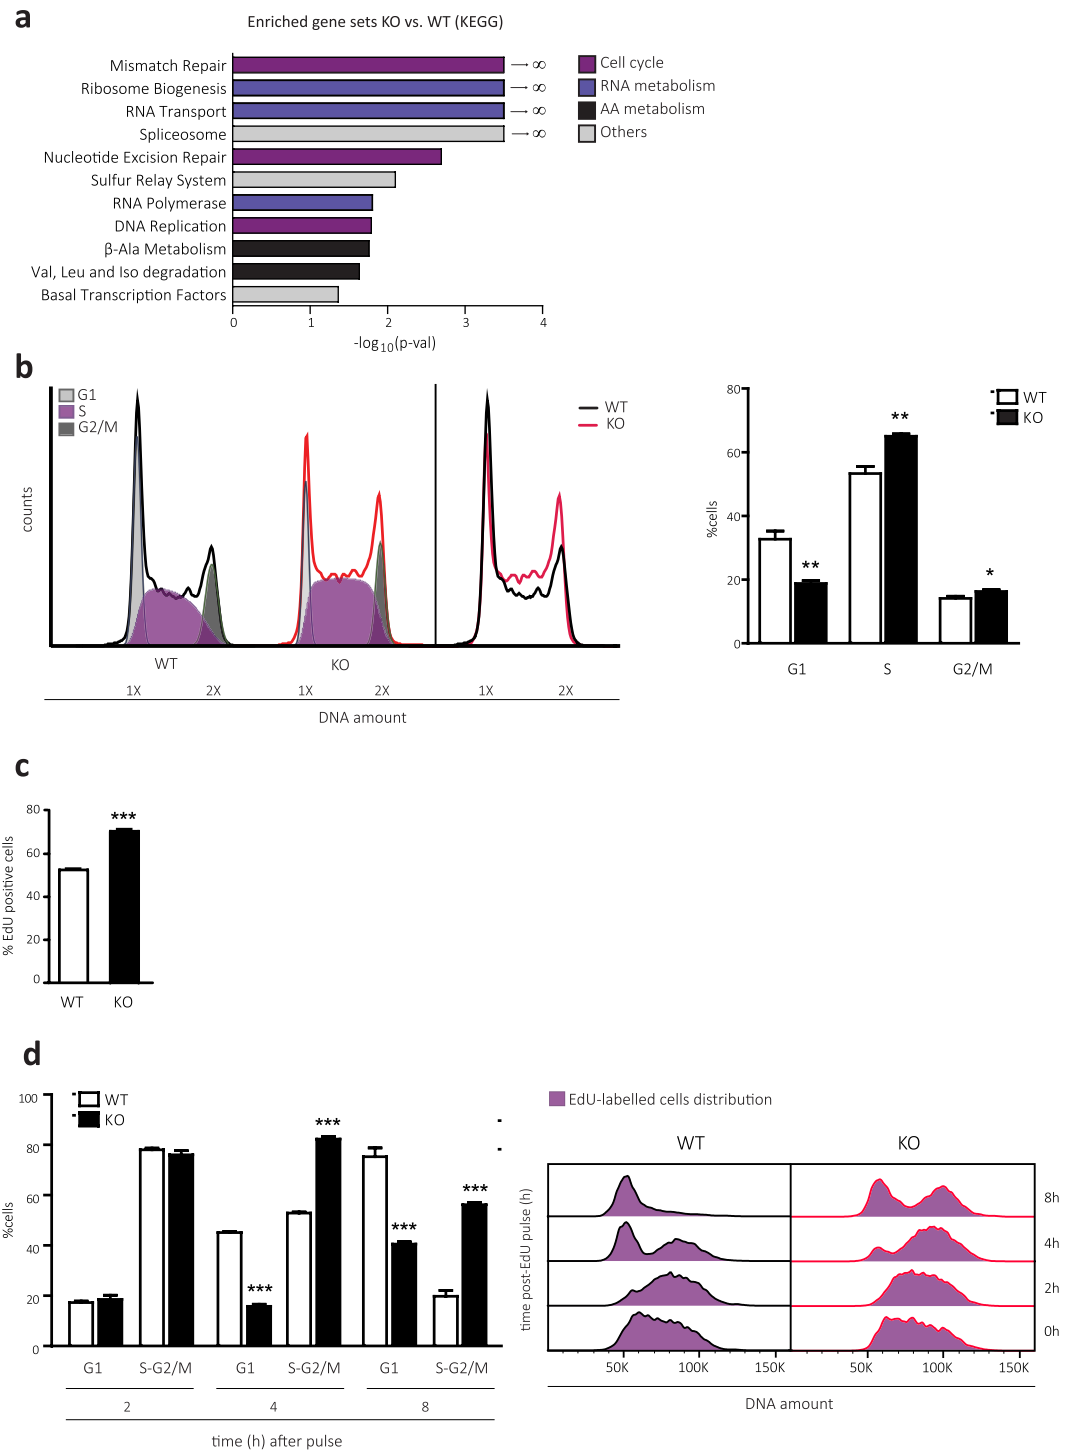 a
Enriched gene sets KO vs. WT (KEGG)
Mismatch Repair
Ribosome Biogenesis
RNA Transport
Spliceosome
Nucleotide Excision Repair
Sulfur Relay System
RNA Polymerase
DNA Replication
β-Ala Metabolism
Val, Leu and Iso degradation
Basal Transcription Factors
→ ∞
→ ∞
→ ∞
→ ∞
Cell cycle
RNA metabolism
AA metabolism
Others
0 1 2 3 4
-log10(p-val)
b
G1
S
G2/M
counts
WT
KO
WT KO
1X 2X 1X 2X 1X 2X
DNA amount
80
60
40
20
0
%cells
WT
KO
** ** *
G1 S G2/M
c
80
60
40
20
0
% EdU positive cells
***
WT KO
d
100
80
60
40
20
0
%cells
WT
KO
*** *** *** ***
G1 S-G2/M G1 S-G2/M G1 S-G2/M
2 4 8
time (h) after pulse
EdU-labelled cells distribution
WT KO
time post-EdU pulse (h)
8h
4h
2h
0h
50K 100K 150K 50K 100K 150K
DNA amount